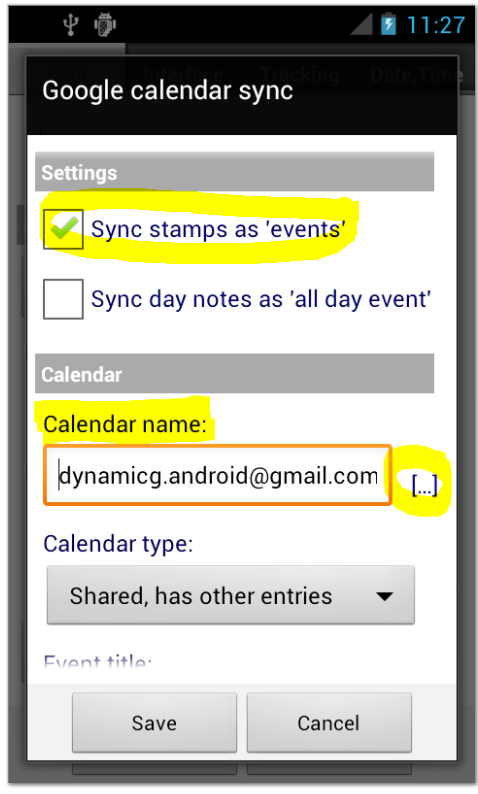 11:27
Interface Tracking Date,Time
Google calendar sync
Settings
Sync stamps as 'events'
Sync day notes as 'all day event'
Calendar
Calendar name:
dynamicg.android@gmail.com
[...]
Calendar type:
Shared, has other entries
Event title:
Save Cancel